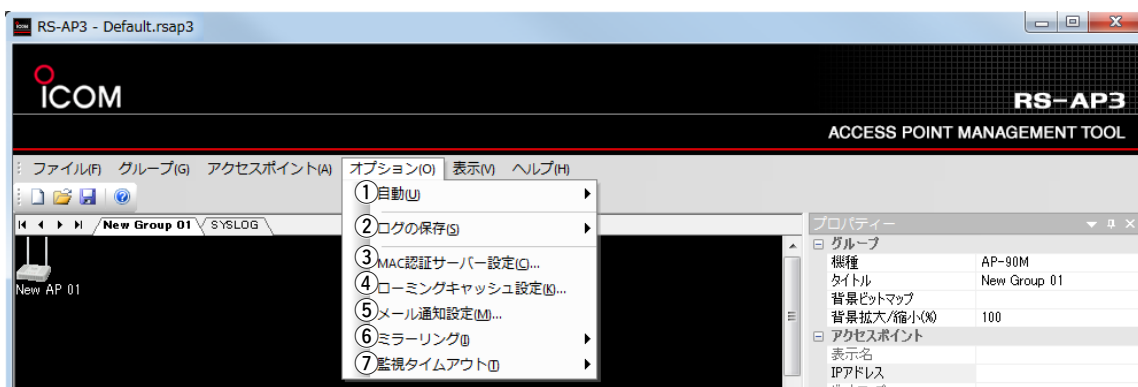 RS-AP3 - Default.rsap3
ICOM
RS-AP3
ACCESS POINT MANAGEMENT TOOL
ファイル(F) グループ(G) アクセスポイント(A) オプション(O) 表示(V) ヘルプ(H)
①自動(U)
②ログの保存(S)
③MAC認証サーバー設定(C)...
④ローミングキャッシュ設定(K)...
⑤メール通知設定(M)...
⑥ミラーリング(I)
⑦監視タイムアウト(T)
New Group 01 SYSLOG
New AP 01
プロパティー
グループ
機種 AP-90M
タイトル New Group 01
背景ビットマップ
背景拡大/縮小(%) 100
アクセスポイント
表示名
IPアドレス